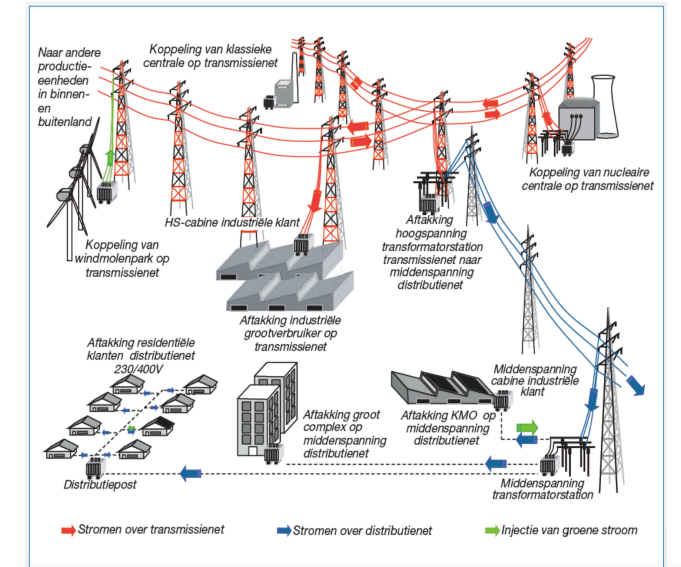 Naar andere
productie-
eenheden
in binnen-
en
buitenland
Koppeling van klassieke
centrale op transmissienet
Koppeling van nucleaire
centrale op transmissienet
Koppeling van
windmolenpark op
transmissienet
HS-cabine industriële klant
Aftakking
hoogspanning
transformatorstation
transmissienet naar
middenspanning
distributienet
Aftakking industriële
grootverbruiker op
transmissienet
Aftakking residentiële
klanten distributienet
230/400V
Distributiepost
Aftakking groot
complex op
middenspanning
distributienet
Aftakking KMO op
middenspanning
distributienet
Middenspanning
cabine industriële
klant
Middenspanning
transformatorstation
Stromen over transmissienet
Stromen over distributienet
Injectie van groene stroom